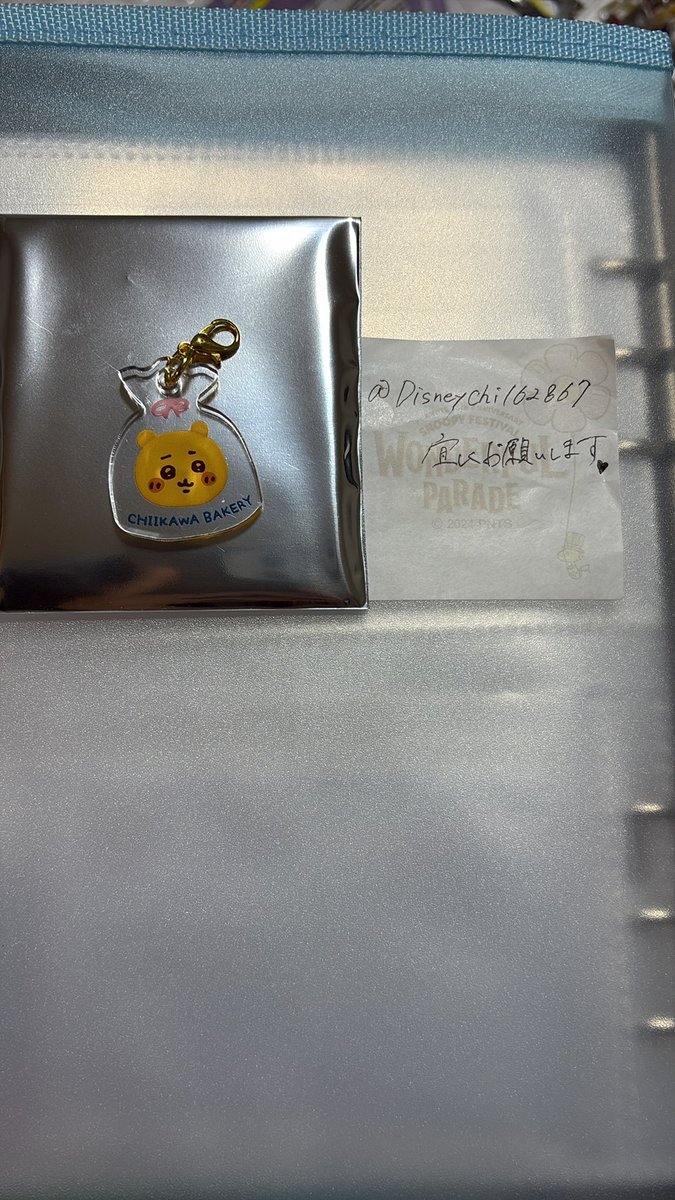 CHIIKAWA BAKERY
@Disneychi162867
宜しくお願いします♥
SNOOPY FESTIVAL
WONDERFUL
PARADE
© 2024 PNTS